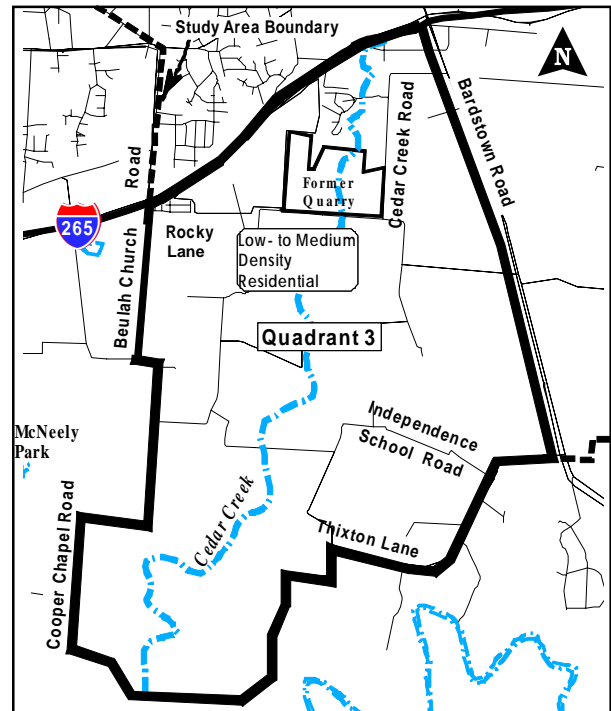 Study Area Boundary
N
Bardstown Road
Cedar Creek Road
Former
Quarry
Beulah Church Road
265
Rocky
Lane
Low- to Medium
Density
Residential
Quadrant 3
McNeely
Park
Independence
School Road
Cedar Creek
Thixton Lane
Cooper Chapel Road